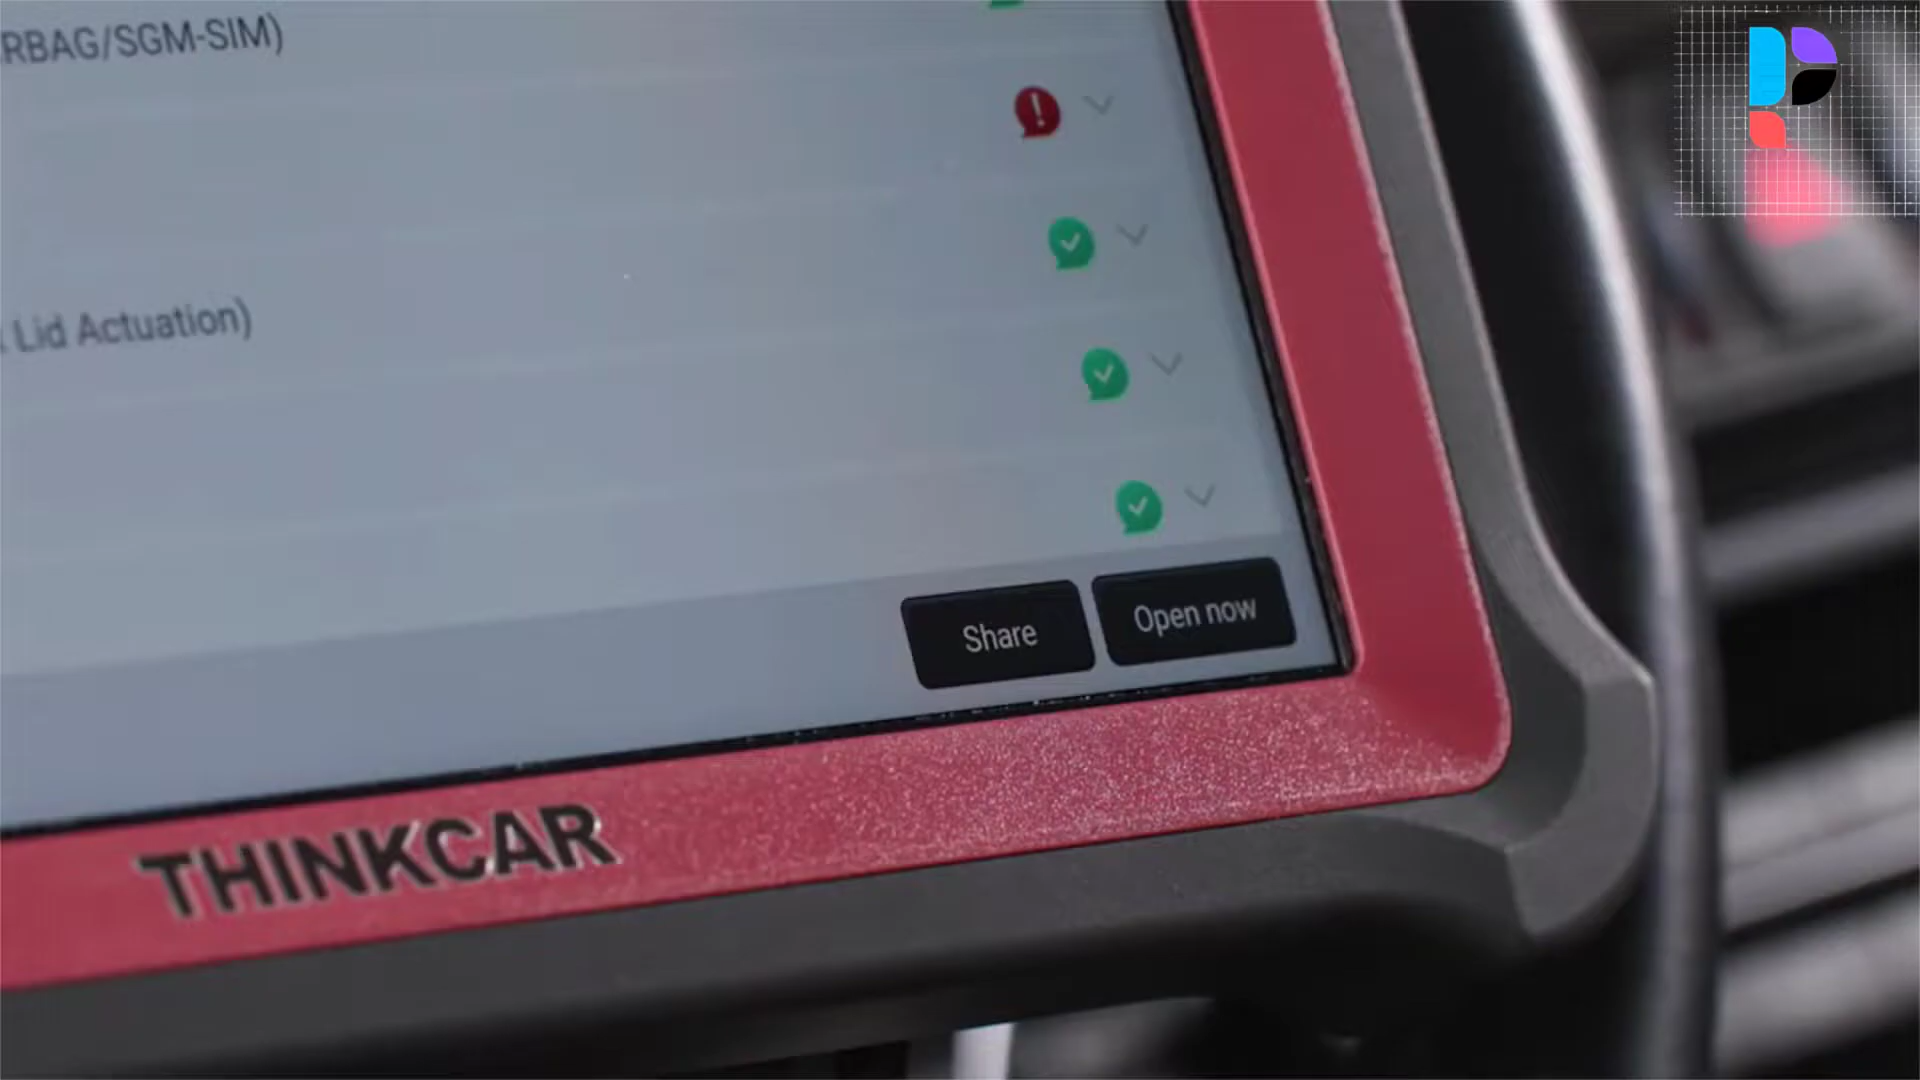 RBAG/SGM-SIM)
Lid Actuation)
Share
Open now
THINKCAR